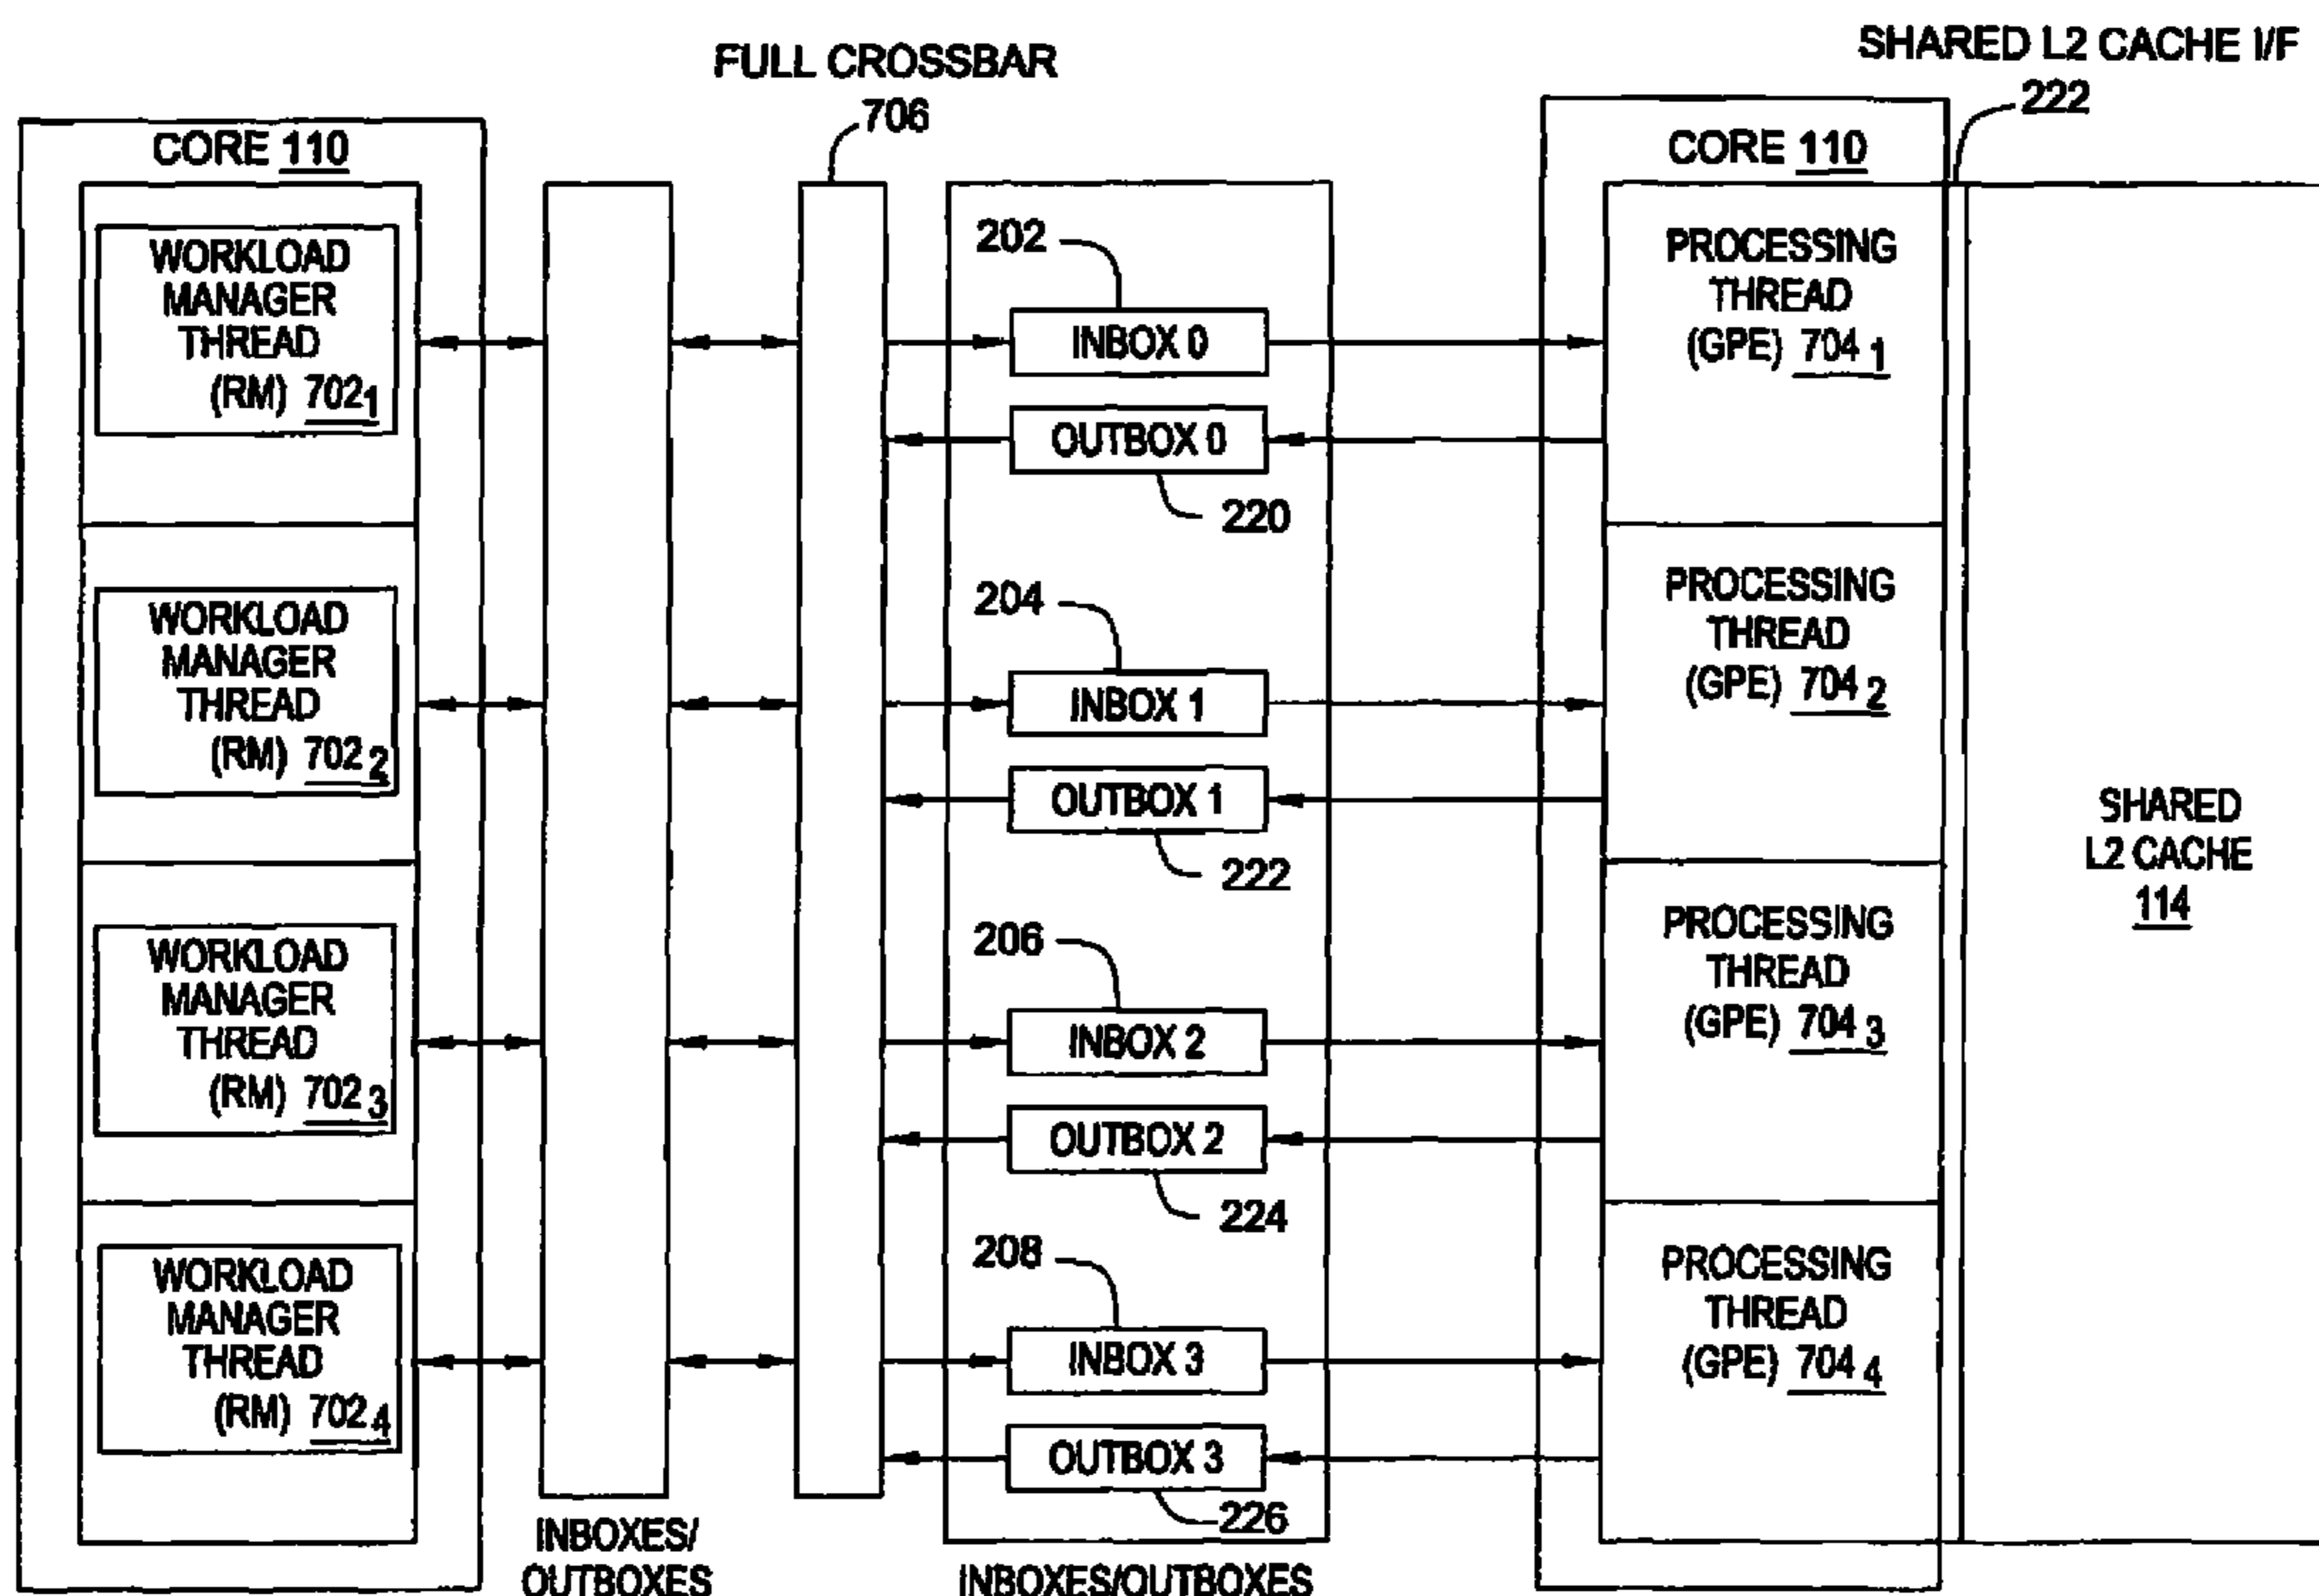 FULL CROSSBAR
706
SHARED L2 CACHE I/F
222
CORE 110
WORKLOAD
MANAGER
THREAD
(RM) 702 1
WORKLOAD
MANAGER
THREAD
(RM) 702 2
WORKLOAD
MANAGER
THREAD
(RM) 702 3
WORKLOAD
MANAGER
THREAD
(RM) 702 4
INBOXES/
OUTBOXES
202
INBOX 0
OUTBOX 0
220
204
INBOX 1
OUTBOX 1
222
206
INBOX 2
OUTBOX 2
224
208
INBOX 3
OUTBOX 3
226
INBOXES/OUTBOXES
CORE 110
PROCESSING
THREAD
(GPE) 704 1
PROCESSING
THREAD
(GPE) 704 2
PROCESSING
THREAD
(GPE) 704 3
PROCESSING
THREAD
(GPE) 704 4
SHARED
L2 CACHE
114